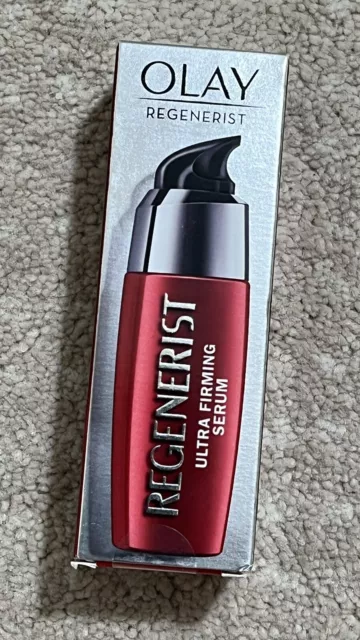 OLAY
REGENERIST
REGENERIST
ULTRA FIRMING
SERUM